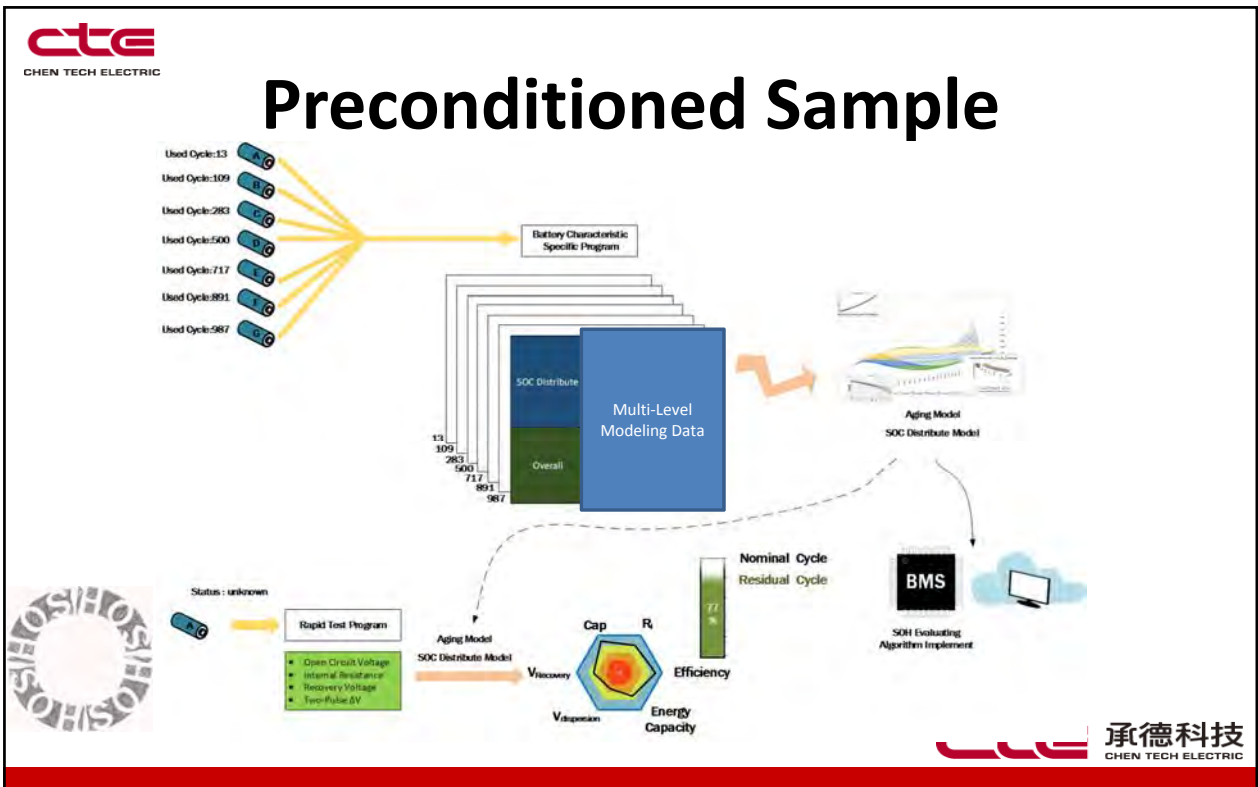 cte
CHEN TECH ELECTRIC
Preconditioned Sample
Used Cycle:13
A
Used Cycle:109
B
Used Cycle:283
C
Used Cycle:500
D
Used Cycle:717
E
Used Cycle:891
F
Used Cycle:987
G
Battery Characteristic
Specific Program
SOC Distribute
Overall
Multi-Level
Modeling Data
13
109
283
500
717
891
987
Aging Model
SOC Distribute Model
Status : unknown
A
Rapid Test Program
Open Circuit Voltage
Internal Resistance
Recovery Voltage
Two-Pulse ΔV
Aging Model
SOC Distribute Model
Cap
Ri
VRecovery
Efficiency
Vdispersion
Energy
Capacity
77
%
Nominal Cycle
Residual Cycle
BMS
SOH Evaluating
Algorithm Implement
承德科技
CHEN TECH ELECTRIC